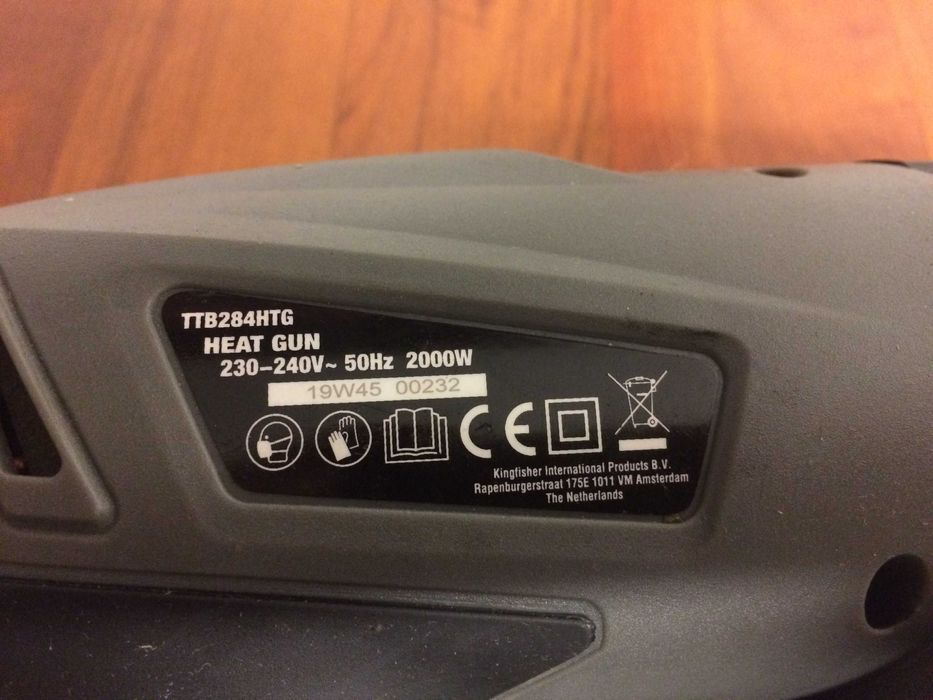 TTB284HTG
HEAT GUN
230–240V~ 50Hz 2000W
19W45 00232
CE
Kingfisher International Products B.V.
Rapenburgerstraat 175E 1011 VM Amsterdam
The Netherlands